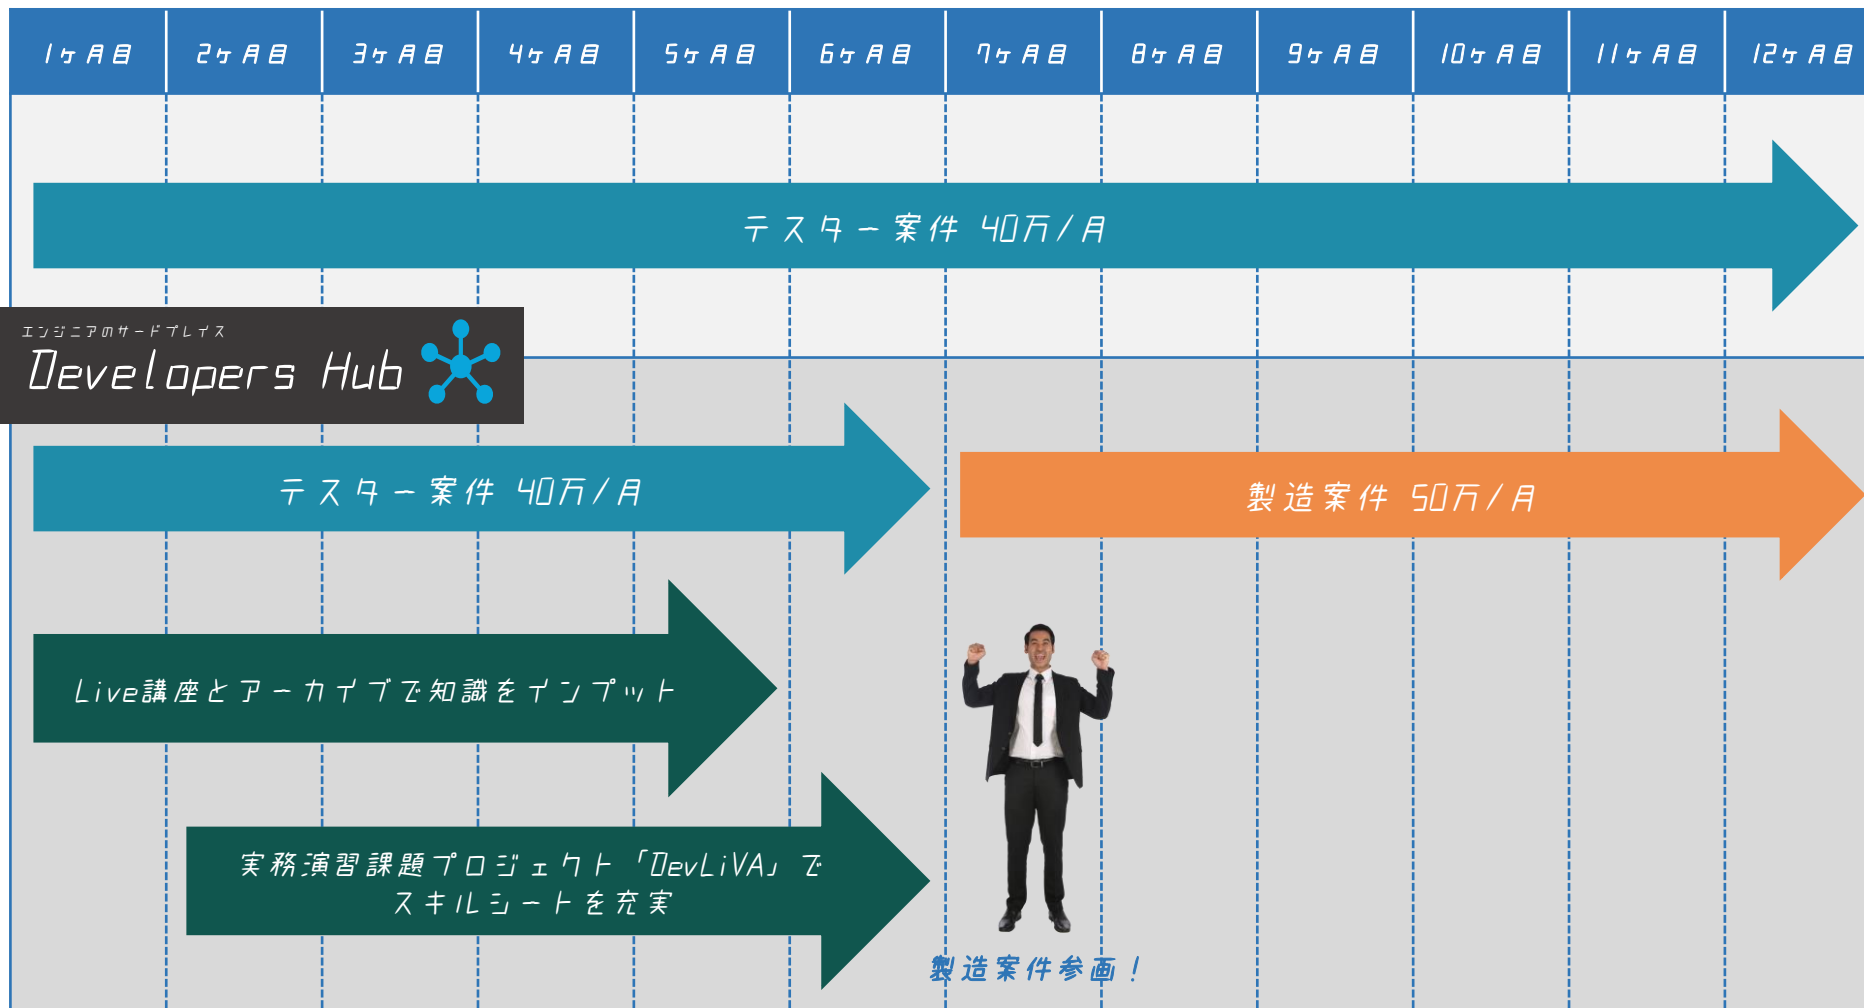 1ヶ月目 2ヶ月目 3ヶ月目 4ヶ月目 5ヶ月目 6ヶ月目 7ヶ月目 8ヶ月目 9ヶ月目 10ヶ月目 11ヶ月目 12ヶ月目
テスター案件 40万/月
エンジニアのサードプレイス
Developers Hub
テスター案件 40万/月
製造案件 50万/月
Live講座とアーカイブで知識をインプット
実務演習課題プロジェクト「DevLiVA」で
スキルシートを充実
製造案件参画！